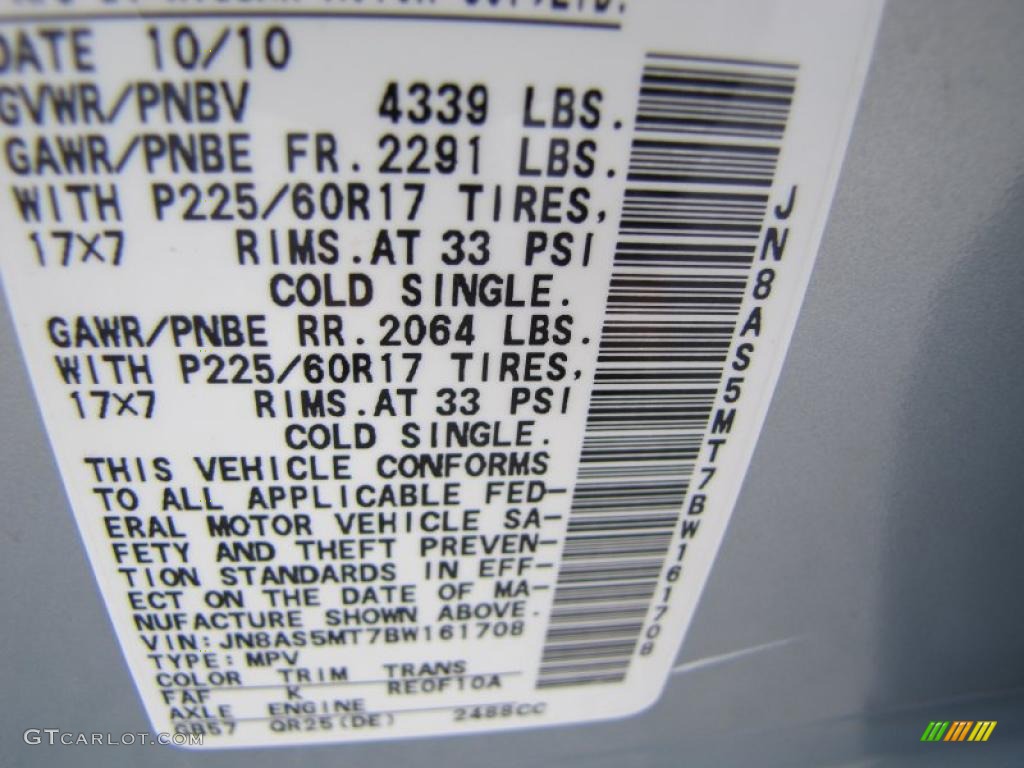 DATE 10/10
GVWR/PNBV 4339 LBS.
GAWR/PNBE FR. 2291 LBS.
WITH P225/60R17 TIRES,
17X7 RIMS. AT 33 PSI
COLD SINGLE.
GAWR/PNBE RR. 2064 LBS.
WITH P225/60R17 TIRES,
17X7 RIMS. AT 33 PSI
COLD SINGLE.
THIS VEHICLE CONFORMS
TO ALL APPLICABLE FED-
ERAL MOTOR VEHICLE SA-
FETY AND THEFT PREVEN-
TION STANDARDS IN EFF-
ECT ON THE DATE OF MA-
NUFACTURE SHOWN ABOVE.
VIN: JN8AS5MT7BW161708
TYPE: MPV
COLOR TRIM TRANS
FAF K RE0F10A
AXLE ENGINE
GB57 QR25(DE) 2488CC
JN8AS5MT7BW161708
GTCARLOT.COM